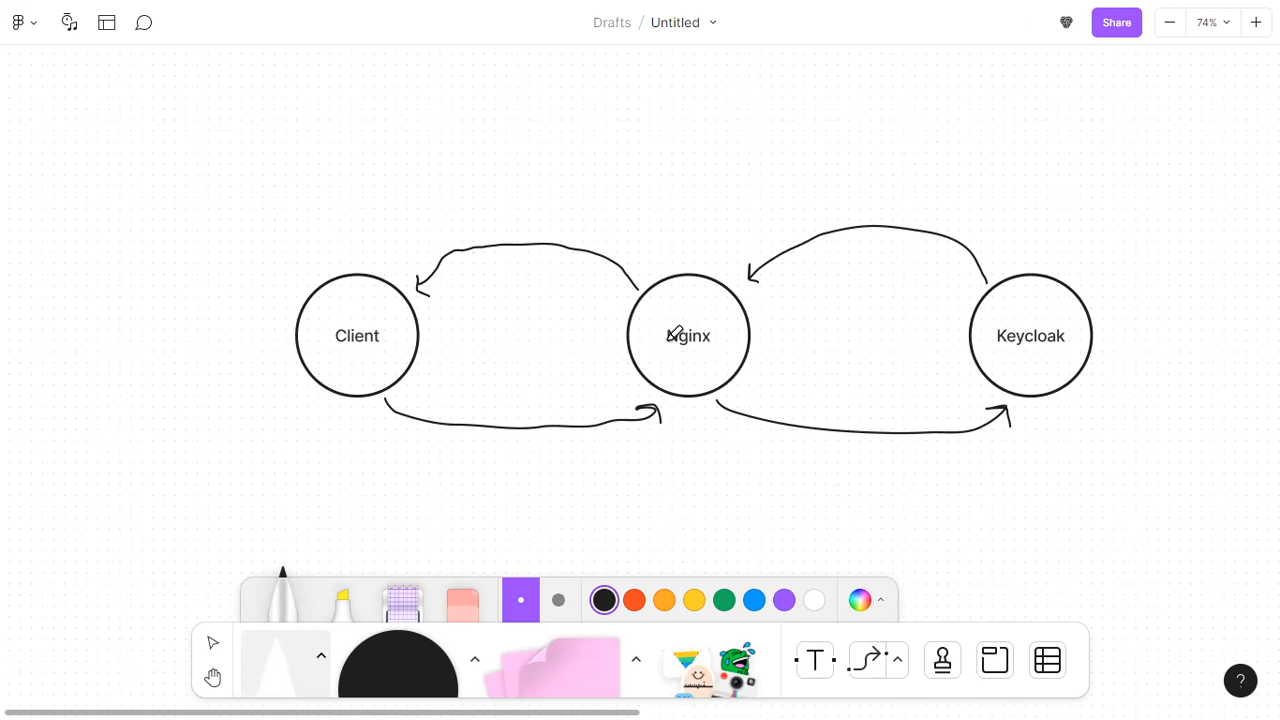 Drafts / Untitled
Share
74%
Client
Nginx
Keycloak
T
?